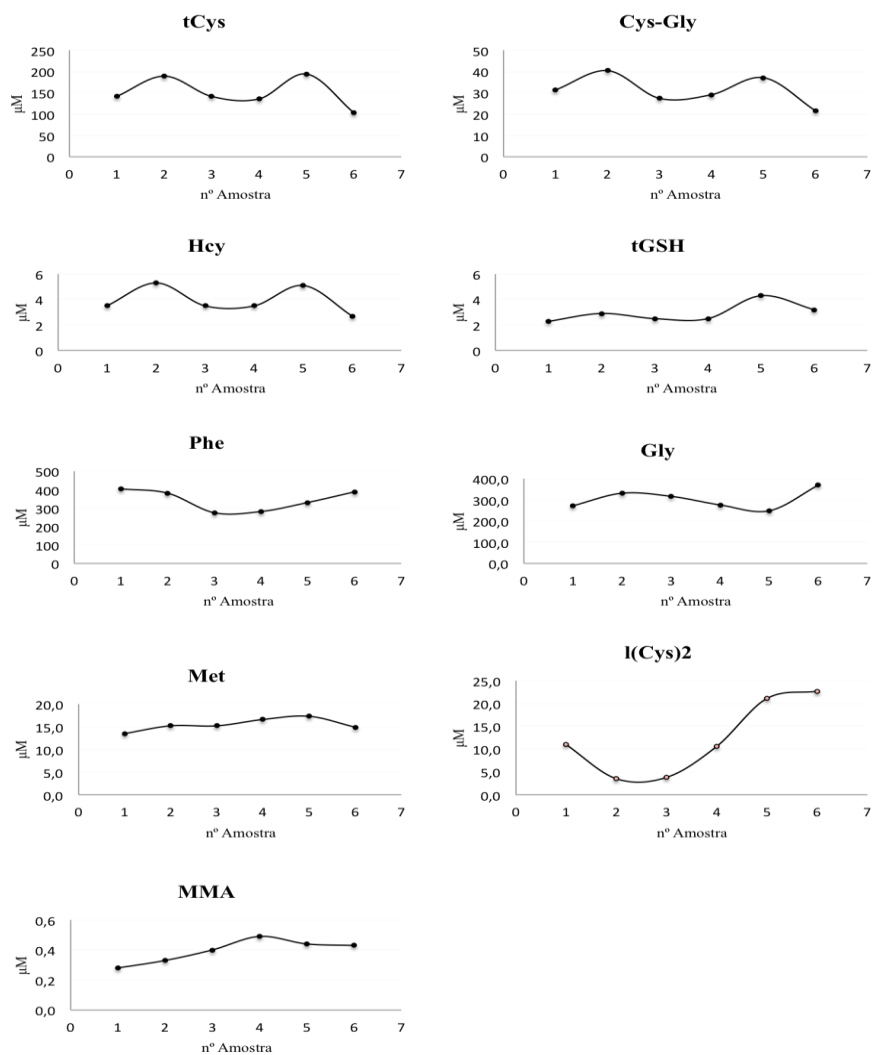 tCys
250
200
150
100
50
0
μM
0 1 2 3 4 5 6 7
nº Amostra
Cys-Gly
50
40
30
20
10
0
μM
0 1 2 3 4 5 6 7
nº Amostra
Hcy
6
4
2
0
μM
0 1 2 3 4 5 6 7
nº Amostra
tGSH
6
4
2
0
μM
0 1 2 3 4 5 6 7
nº Amostra
Phe
500
400
300
200
100
0
μM
0 1 2 3 4 5 6 7
nº Amostra
Gly
400,0
300,0
200,0
100,0
0,0
μM
0 1 2 3 4 5 6 7
nº Amostra
Met
20,0
15,0
10,0
5,0
0,0
μM
0 1 2 3 4 5 6 7
nº Amostra
l(Cys)2
25,0
20,0
15,0
10,0
5,0
0,0
μM
0 1 2 3 4 5 6 7
nº Amostra
MMA
0,6
0,4
0,2
0,0
μM
0 1 2 3 4 5 6 7
nº Amostra